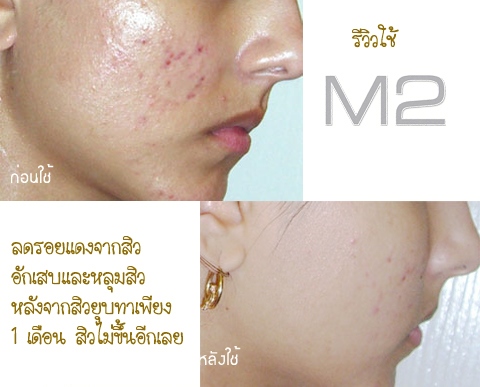 รีวิวใช้
M2
ก่อนใช้
ลดรอยแดงจากสิว
อักเสบและหลุมสิว
หลังจากสิวยุบทาเพียง
1 เดือน สิวไม่ขึ้นอีกเลย
หลังใช้